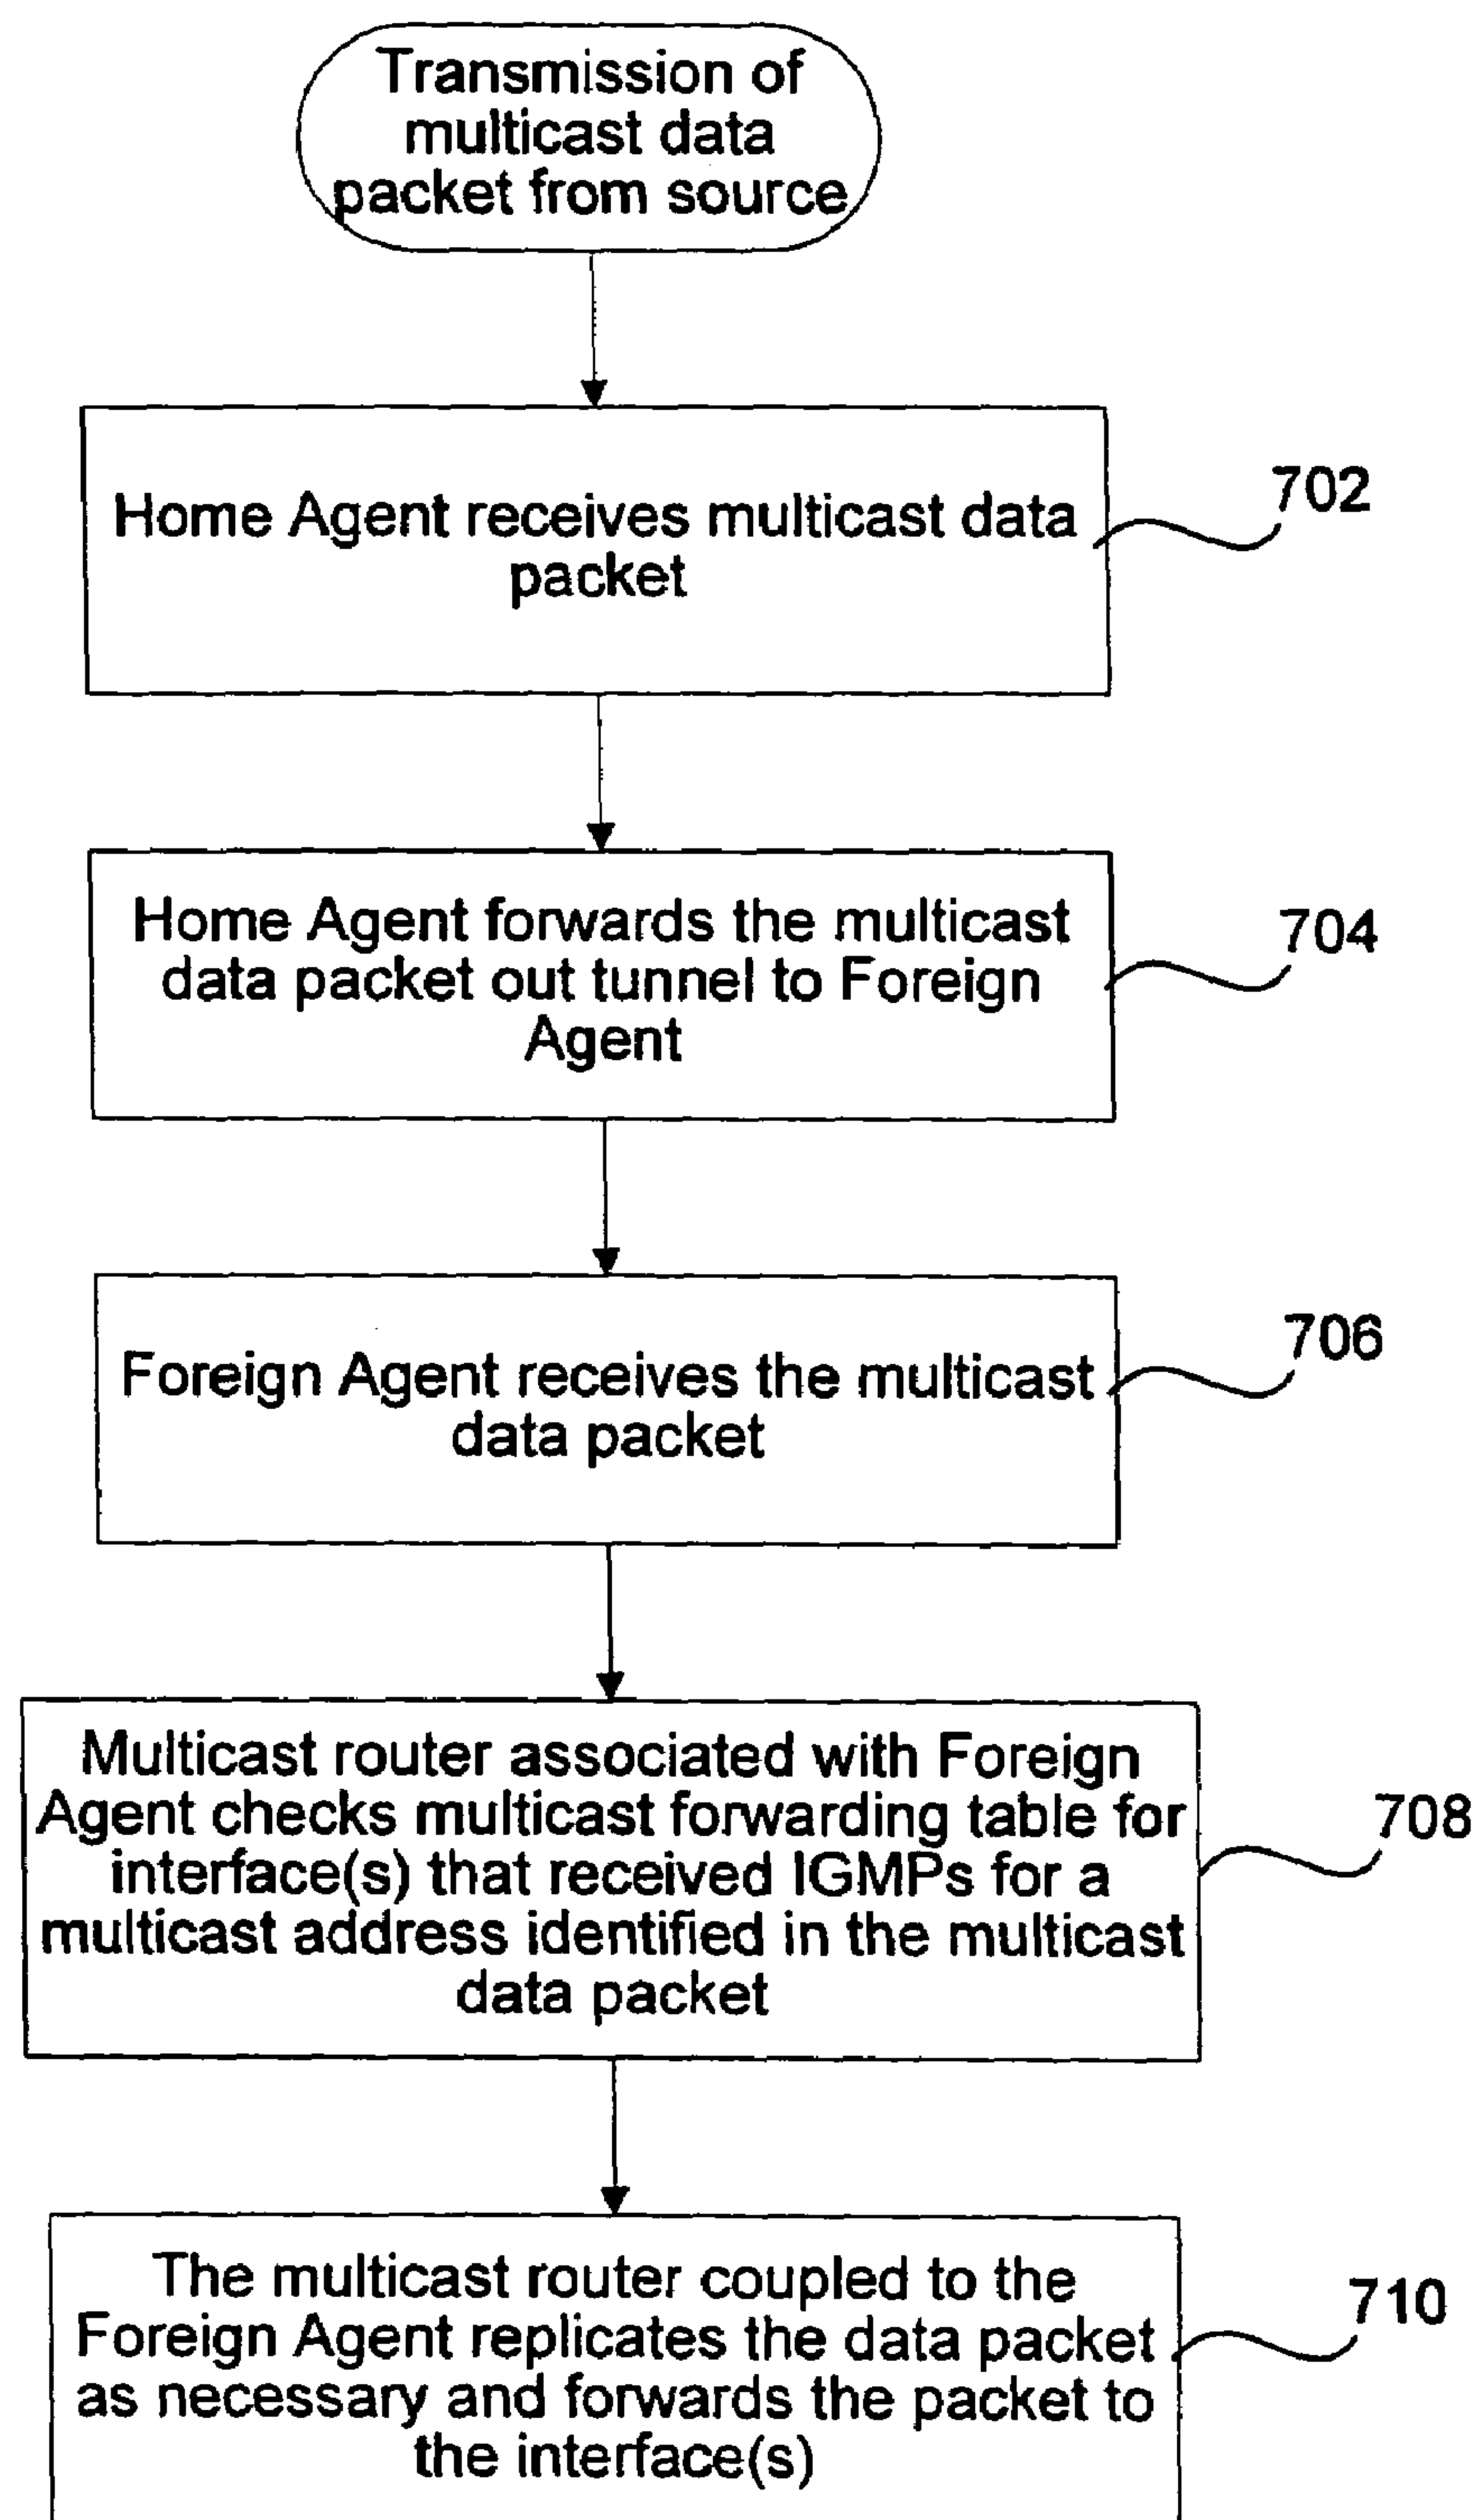 Transmission of
multicast data
packet from source
Home Agent receives multicast data
packet
702
Home Agent forwards the multicast
data packet out tunnel to Foreign
Agent
704
Foreign Agent receives the multicast
data packet
706
Multicast router associated with Foreign
Agent checks multicast forwarding table for
interface(s) that received IGMPs for a
multicast address identified in the multicast
data packet
708
The multicast router coupled to the
Foreign Agent replicates the data packet
as necessary and forwards the packet to
the interface(s)
710